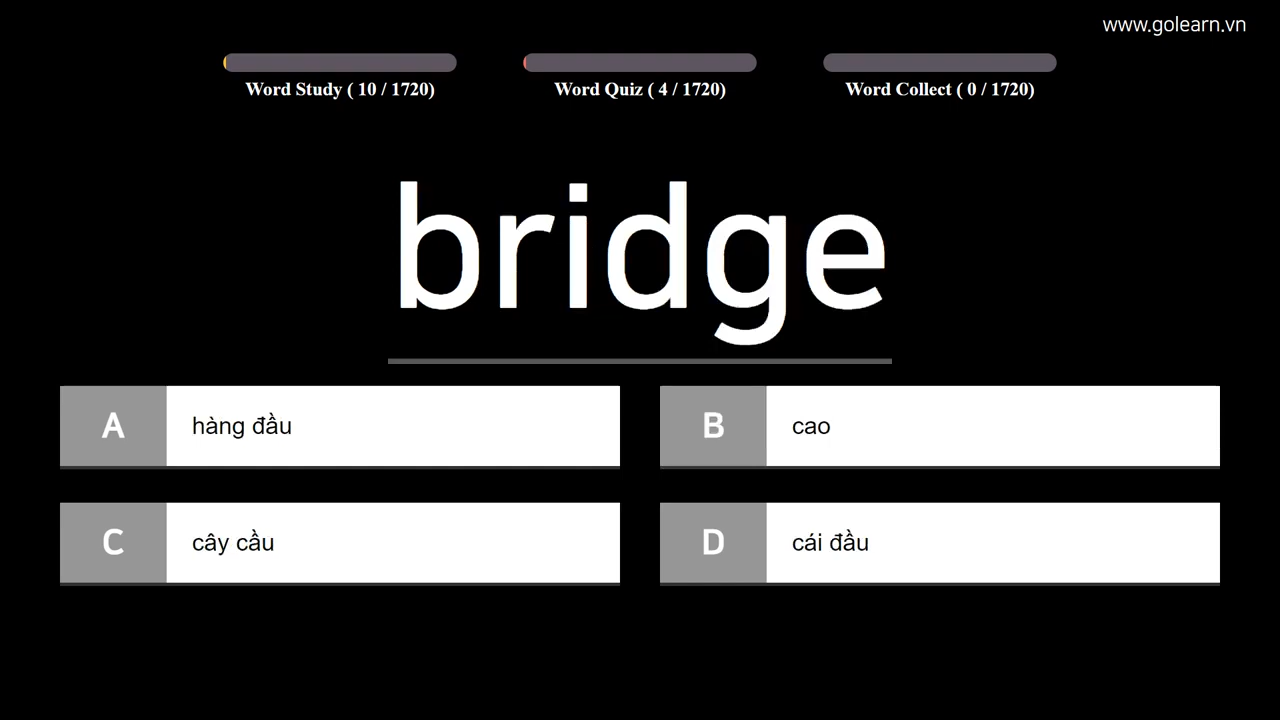 www.golearn.vn
Word Study ( 10 / 1720)
Word Quiz ( 4 / 1720)
Word Collect ( 0 / 1720)
bridge
A hàng đầu
B cao
C cây cầu
D cái đầu